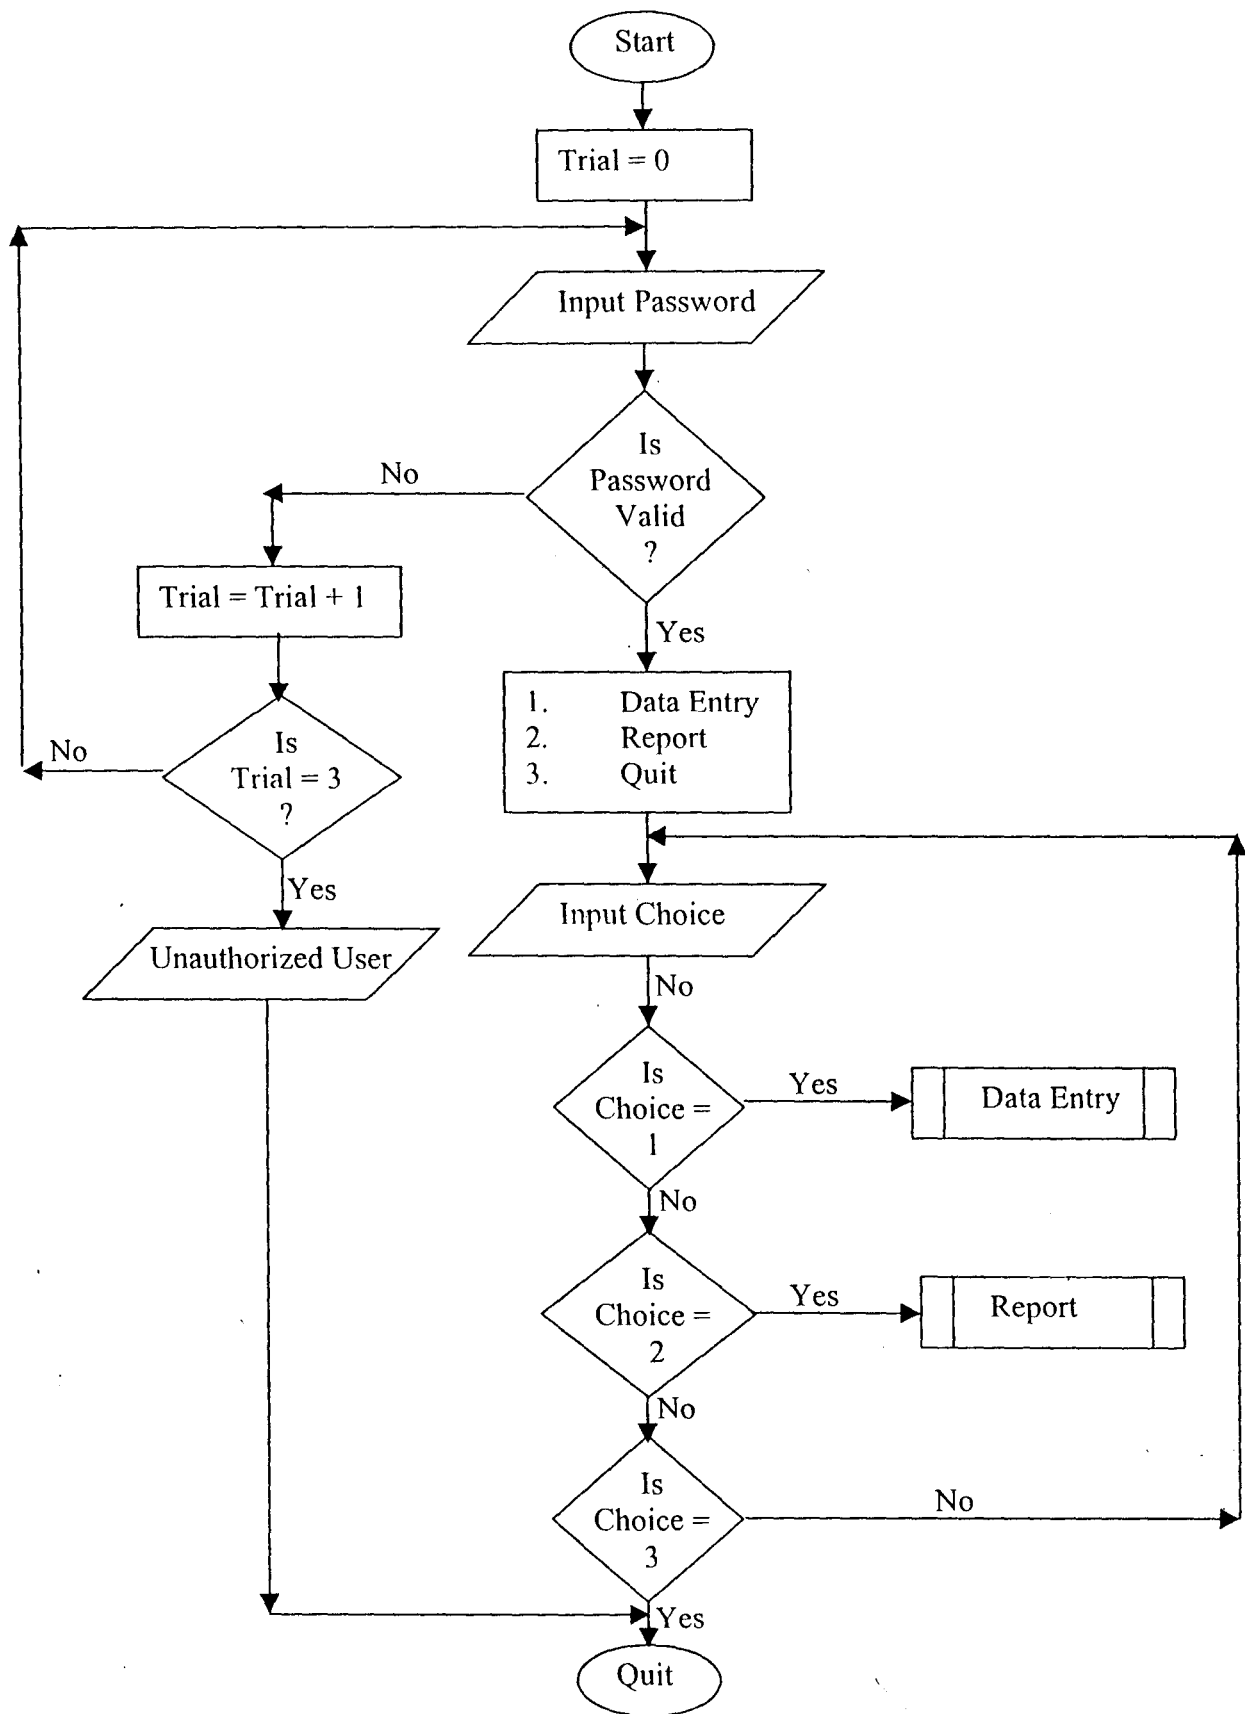 Start
Trial = 0
Input Password
Is
Password
Valid
?
No
Yes
Trial = Trial + 1
Is
Trial = 3
?
No
Yes
Unauthorized User
1. Data Entry
2. Report
3. Quit
Input Choice
No
Is
Choice =
1
Yes
Data Entry
No
Is
Choice =
2
Yes
Report
No
Is
Choice =
3
No
Yes
Quit